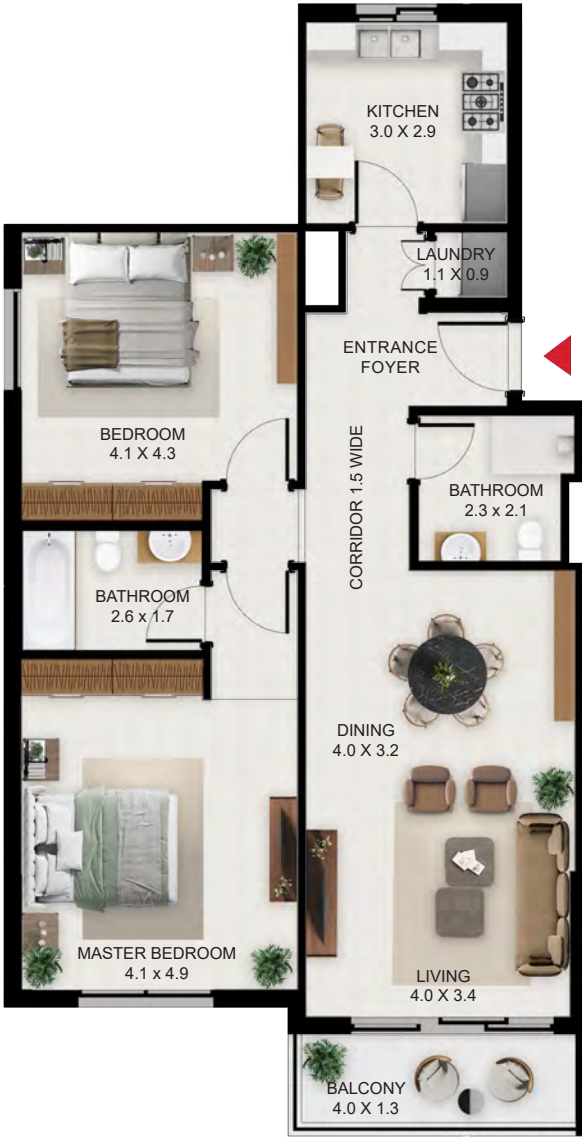 KITCHEN
3.0 X 2.9
LAUNDRY
1.1 X 0.9
ENTRANCE
FOYER
BEDROOM
4.1 X 4.3
CORRIDOR 1.5 WIDE
BATHROOM
2.3 x 2.1
BATHROOM
2.6 x 1.7
DINING
4.0 X 3.2
MASTER BEDROOM
4.1 x 4.9
LIVING
4.0 X 3.4
BALCONY
4.0 X 1.3